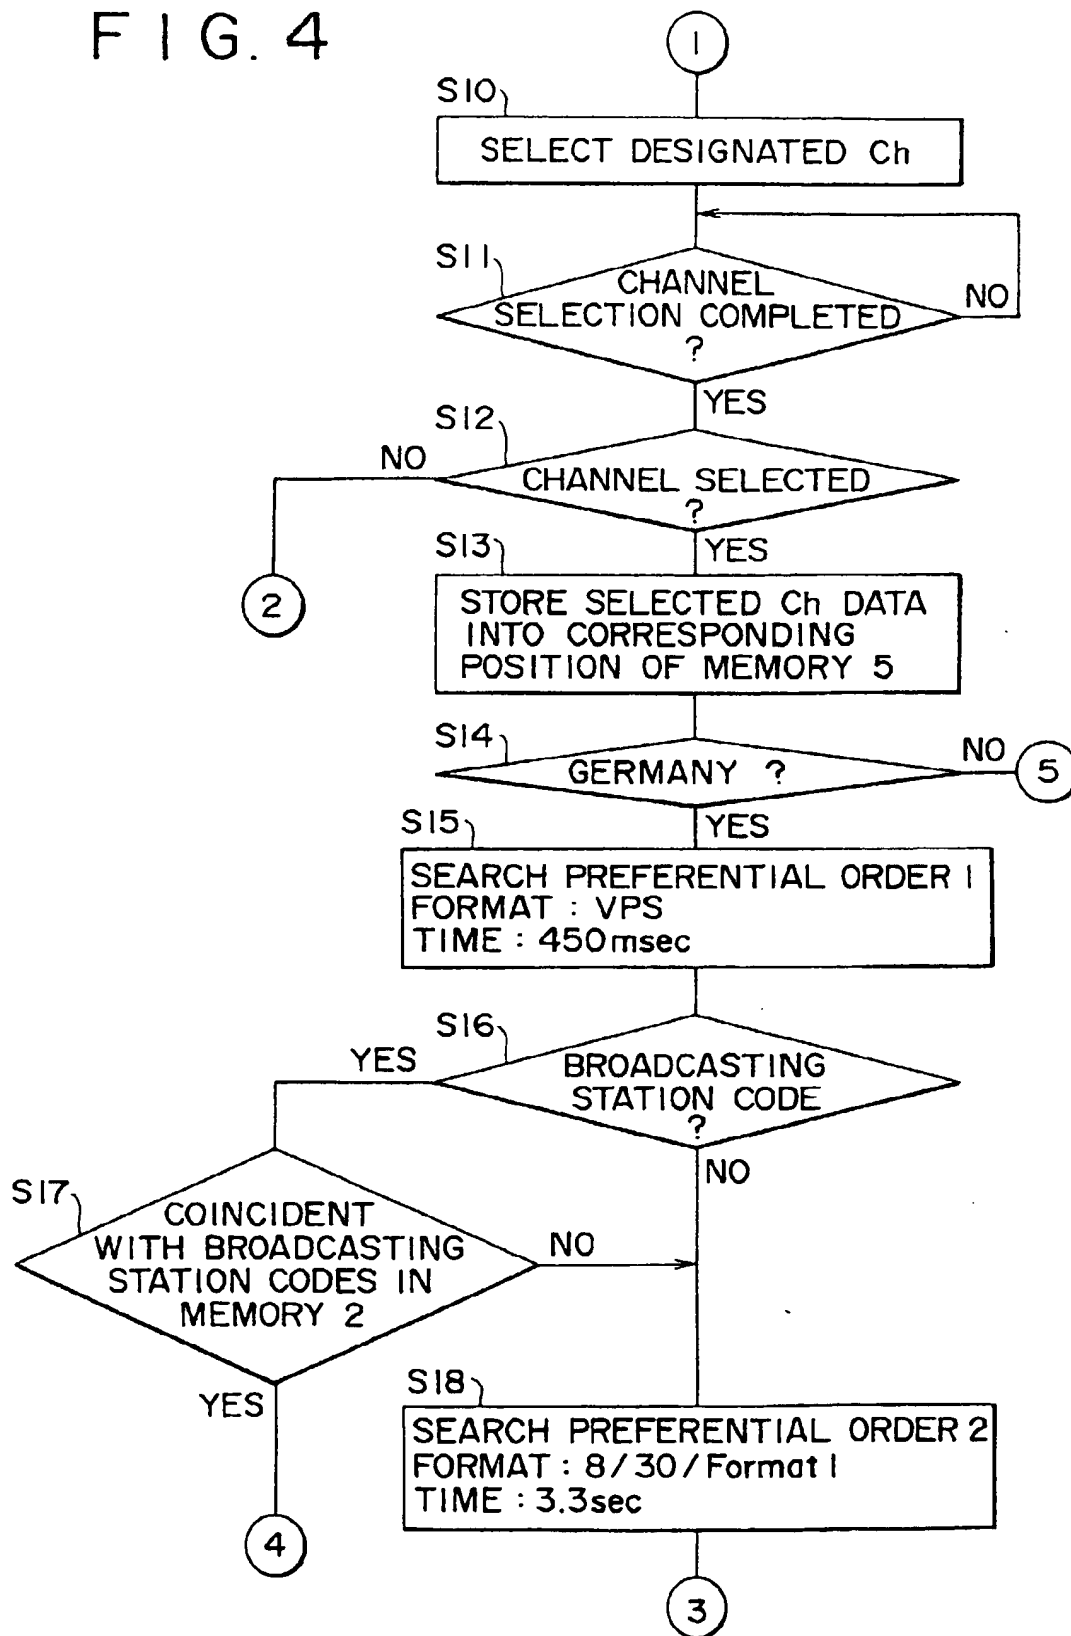 FIG. 4
1
S10
SELECT DESIGNATED Ch
S11
CHANNEL
SELECTION COMPLETED
?
NO
YES
S12
NO
CHANNEL SELECTED
?
YES
2
S13
STORE SELECTED Ch DATA
INTO CORRESPONDING
POSITION OF MEMORY 5
S14
GERMANY ?
NO
5
YES
S15
SEARCH PREFERENTIAL ORDER 1
FORMAT : VPS
TIME : 450msec
S16
YES
BROADCASTING
STATION CODE
?
NO
S17
COINCIDENT
WITH BROADCASTING
STATION CODES IN
MEMORY 2
NO
YES
4
S18
SEARCH PREFERENTIAL ORDER 2
FORMAT : 8/30/Format 1
TIME : 3.3sec
3